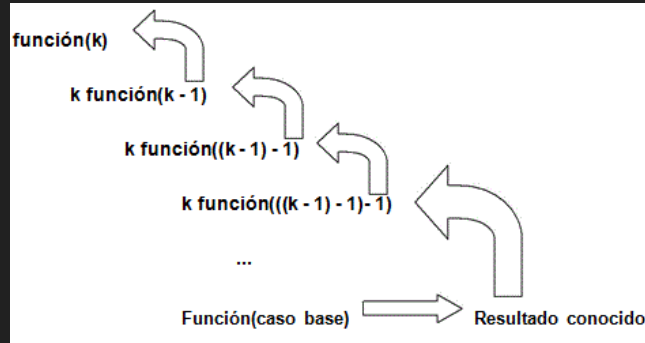 función(k)
k función(k - 1)
k función((k - 1) - 1)
k función(((k - 1) - 1)- 1)
...
Función(caso base) Resultado conocido